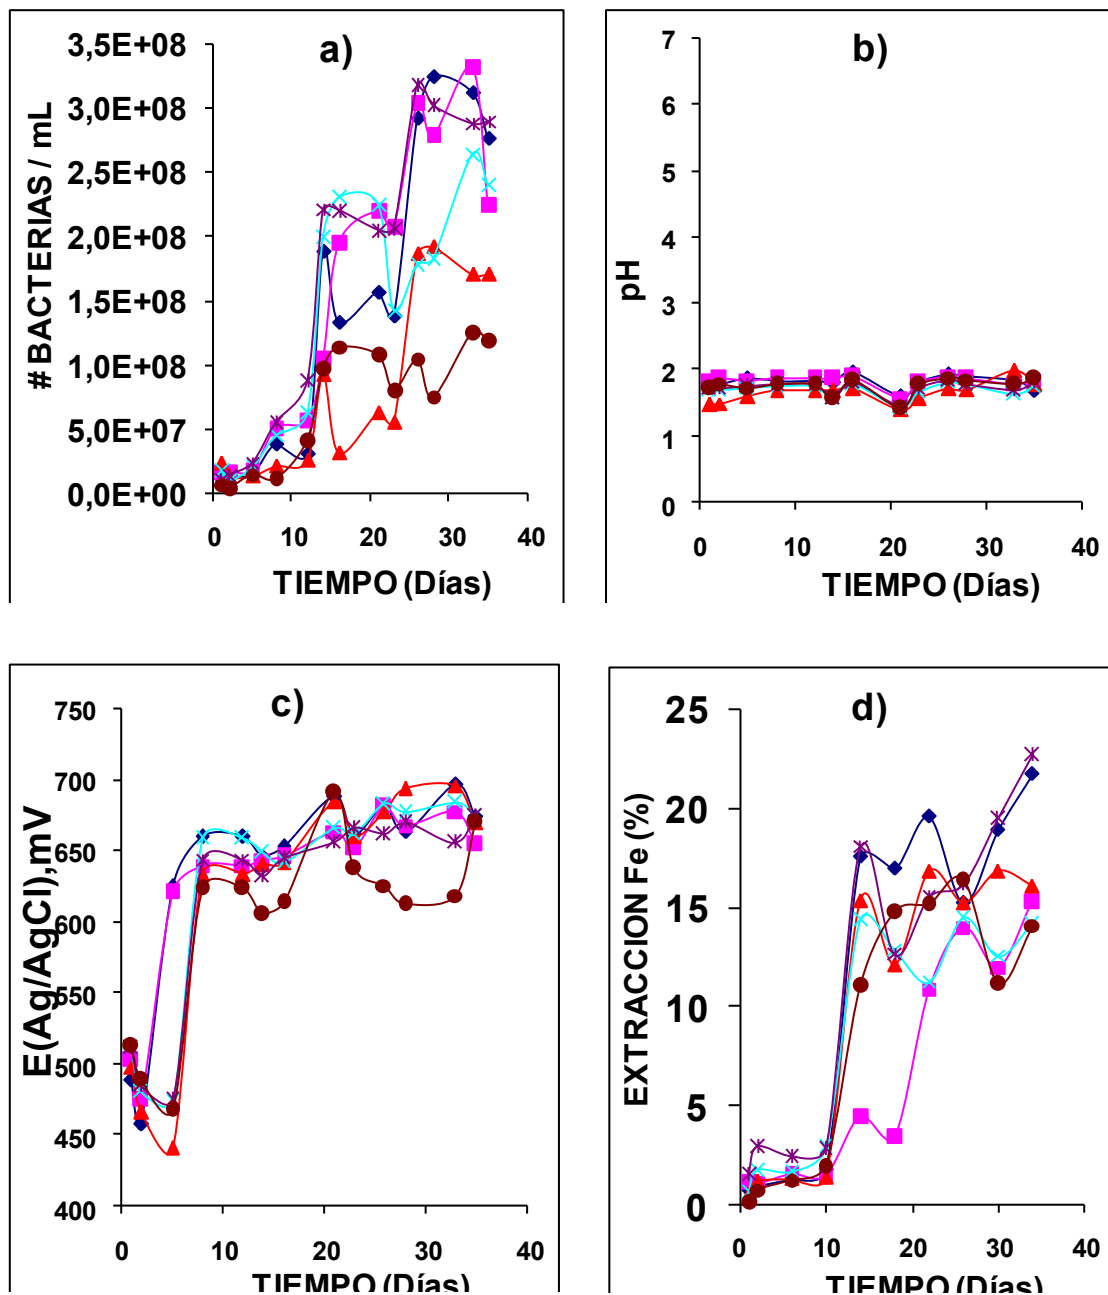 a)
# BACTERIAS / mL
3,5E+08
3,0E+08
2,5E+08
2,0E+08
1,5E+08
1,0E+08
5,0E+07
0,0E+00
0 10 20 30 40
TIEMPO (Días)
b)
pH
7
6
5
4
3
2
1
0
0 10 20 30 40
TIEMPO (Días)
c)
E(Ag/AgCl),mV
750
700
650
600
550
500
450
400
0 10 20 30 40
TIEMPO (Días)
d)
EXTRACCION Fe (%)
25
20
15
10
5
0
0 10 20 30 40
TIEMPO (Días)